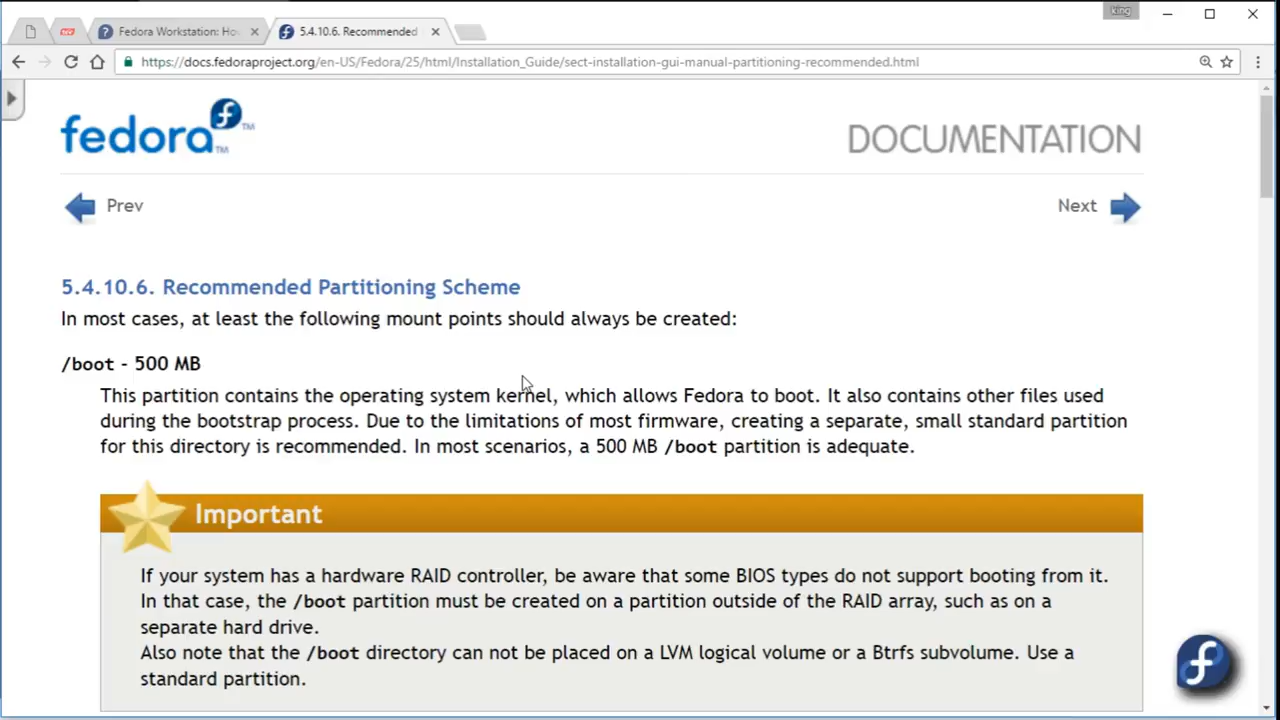 king
Fedora Workstation: Ho
5.4.10.6. Recommended
https://docs.fedoraproject.org/en-US/Fedora/25/html/Installation_Guide/sect-installation-gui-manual-partitioning-recommended.html
fedora™
DOCUMENTATION
Prev
Next
5.4.10.6. Recommended Partitioning Scheme
In most cases, at least the following mount points should always be created:
/boot - 500 MB
This partition contains the operating system kernel, which allows Fedora to boot. It also contains other files used
during the bootstrap process. Due to the limitations of most firmware, creating a separate, small standard partition
for this directory is recommended. In most scenarios, a 500 MB /boot partition is adequate.
Important
If your system has a hardware RAID controller, be aware that some BIOS types do not support booting from it.
In that case, the /boot partition must be created on a partition outside of the RAID array, such as on a
separate hard drive.
Also note that the /boot directory can not be placed on a LVM logical volume or a Btrfs subvolume. Use a
standard partition.